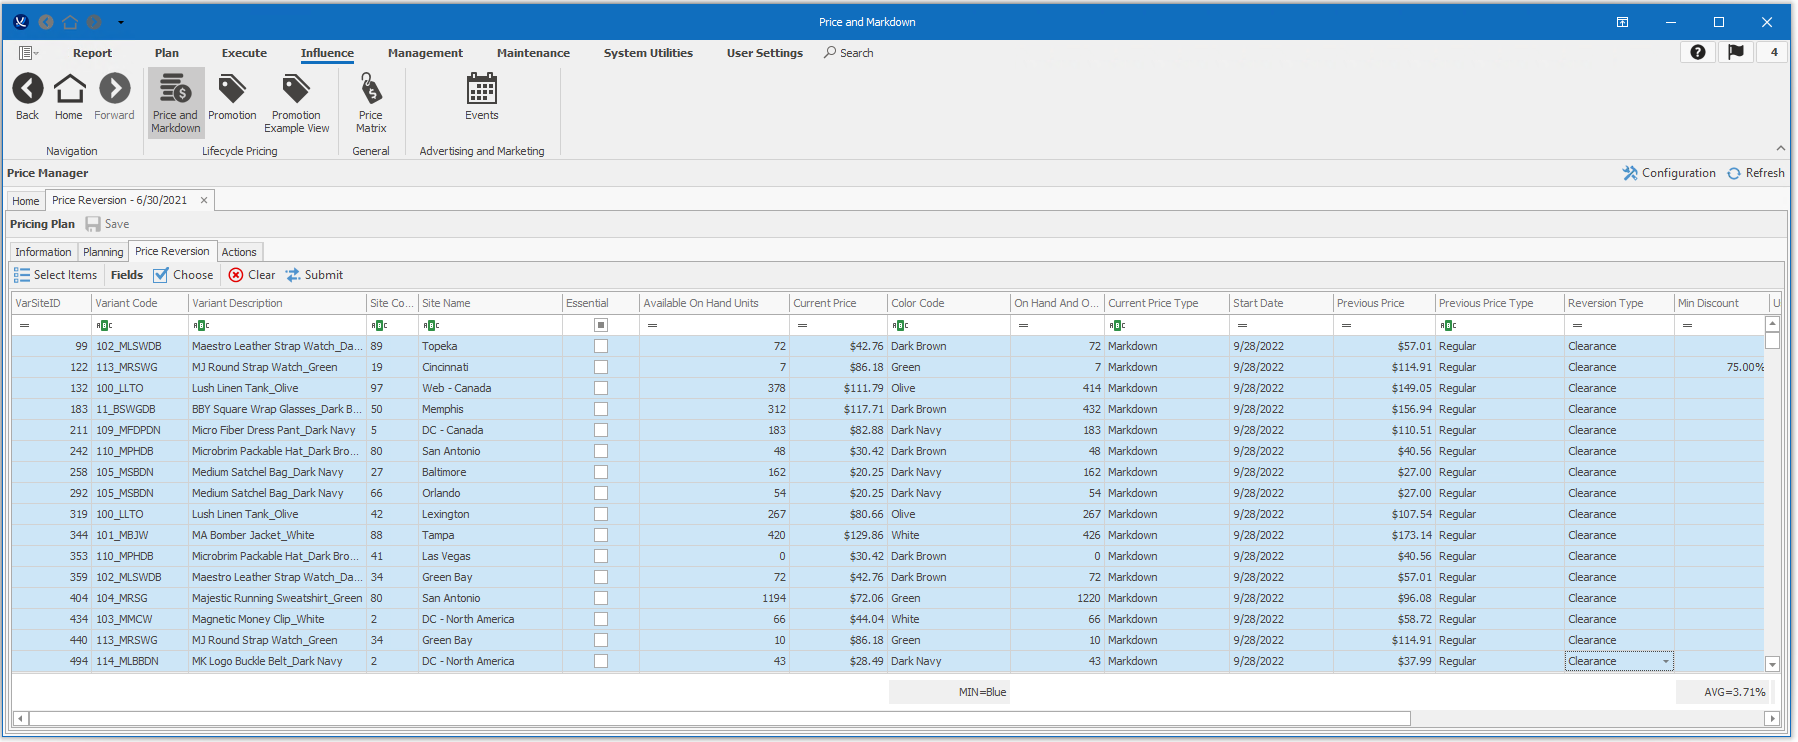 Price and Markdown
Report Plan Execute Influence Management Maintenance System Utilities User Settings Search 4
Back Home Forward Price and Markdown Promotion Promotion Example View Price Matrix Events
Navigation Lifecycle Pricing General Advertising and Marketing
Price Manager Configuration Refresh
Home Price Reversion - 6/30/2021
Pricing Plan Save
Information Planning Price Reversion Actions
Select Items Fields Choose Clear Submit
VarSiteID Variant Code Variant Description Site Co... Site Name Essential Available On Hand Units Current Price Color Code On Hand And O... Current Price Type Start Date Previous Price Previous Price Type Reversion Type Min Discount U
= ABC ABC ABC ABC = = ABC = ABC = = ABC = =
99 102_MLSWDB Maestro Leather Strap Watch_Da... 89 Topeka 72 $42.76 Dark Brown 72 Markdown 9/28/2022 $57.01 Regular Clearance
122 113_MRSWG MJ Round Strap Watch_Green 19 Cincinnati 7 $86.18 Green 7 Markdown 9/28/2022 $114.91 Regular Clearance 75.00%
132 100_LLTO Lush Linen Tank_Olive 97 Web - Canada 378 $111.79 Olive 414 Markdown 9/28/2022 $149.05 Regular Clearance
183 11_BSWGDB BBY Square Wrap Glasses_Dark B... 50 Memphis 312 $117.71 Dark Brown 432 Markdown 9/28/2022 $156.94 Regular Clearance
211 109_MFDPDN Micro Fiber Dress Pant_Dark Navy 5 DC - Canada 183 $82.88 Dark Navy 183 Markdown 9/28/2022 $110.51 Regular Clearance
242 110_MPHDB Microbrim Packable Hat_Dark Bro... 80 San Antonio 48 $30.42 Dark Brown 48 Markdown 9/28/2022 $40.56 Regular Clearance
258 105_MSBDN Medium Satchel Bag_Dark Navy 27 Baltimore 162 $20.25 Dark Navy 162 Markdown 9/28/2022 $27.00 Regular Clearance
292 105_MSBDN Medium Satchel Bag_Dark Navy 66 Orlando 54 $20.25 Dark Navy 54 Markdown 9/28/2022 $27.00 Regular Clearance
319 100_LLTO Lush Linen Tank_Olive 42 Lexington 267 $80.66 Olive 267 Markdown 9/28/2022 $107.54 Regular Clearance
344 101_MBJW MA Bomber Jacket_White 88 Tampa 420 $129.86 White 426 Markdown 9/28/2022 $173.14 Regular Clearance
353 110_MPHDB Microbrim Packable Hat_Dark Bro... 41 Las Vegas 0 $30.42 Dark Brown 0 Markdown 9/28/2022 $40.56 Regular Clearance
359 102_MLSWDB Maestro Leather Strap Watch_Da... 34 Green Bay 72 $42.76 Dark Brown 72 Markdown 9/28/2022 $57.01 Regular Clearance
404 104_MRSG Majestic Running Sweatshirt_Green 80 San Antonio 1194 $72.06 Green 1220 Markdown 9/28/2022 $96.08 Regular Clearance
434 103_MMCW Magnetic Money Clip_White 2 DC - North America 66 $44.04 White 66 Markdown 9/28/2022 $58.72 Regular Clearance
440 113_MRSWG MJ Round Strap Watch_Green 34 Green Bay 10 $86.18 Green 10 Markdown 9/28/2022 $114.91 Regular Clearance
494 114_MLBBDN MK Logo Buckle Belt_Dark Navy 2 DC - North America 43 $28.49 Dark Navy 43 Markdown 9/28/2022 $37.99 Regular Clearance
MIN=Blue AVG=3.71%